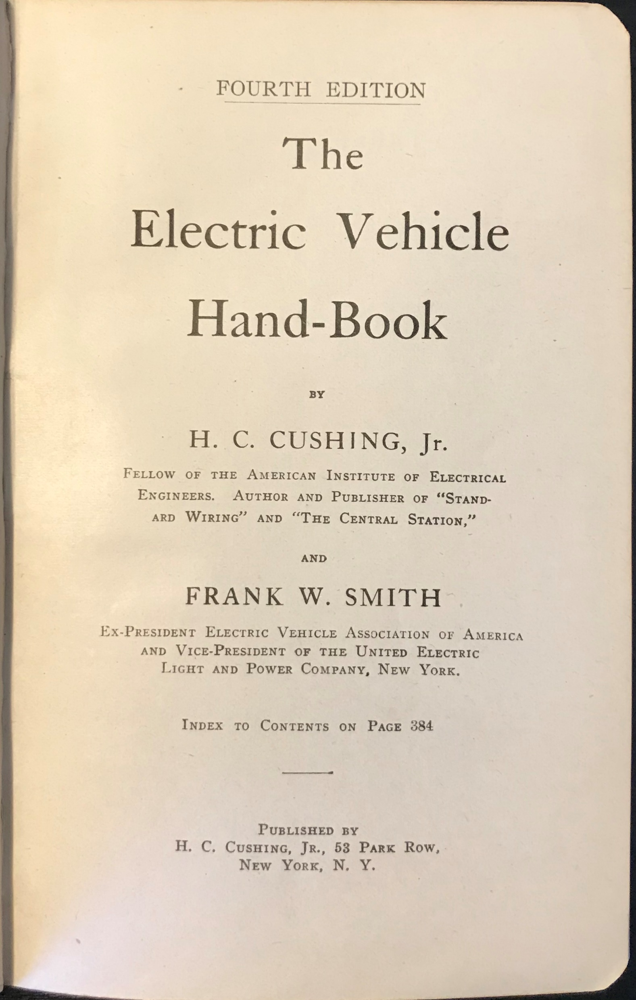 FOURTH EDITION
The
Electric Vehicle
Hand-Book
BY
H. C. CUSHING, Jr.
FELLOW OF THE AMERICAN INSTITUTE OF ELECTRICAL
ENGINEERS. AUTHOR AND PUBLISHER OF "STAND-
ARD WIRING" AND "THE CENTRAL STATION,"
AND
FRANK W. SMITH
EX-PRESIDENT ELECTRIC VEHICLE ASSOCIATION OF AMERICA
AND VICE-PRESIDENT OF THE UNITED ELECTRIC
LIGHT AND POWER COMPANY, NEW YORK.
INDEX TO CONTENTS ON PAGE 384
PUBLISHED BY
H. C. CUSHING, JR., 53 PARK ROW,
NEW YORK, N. Y.